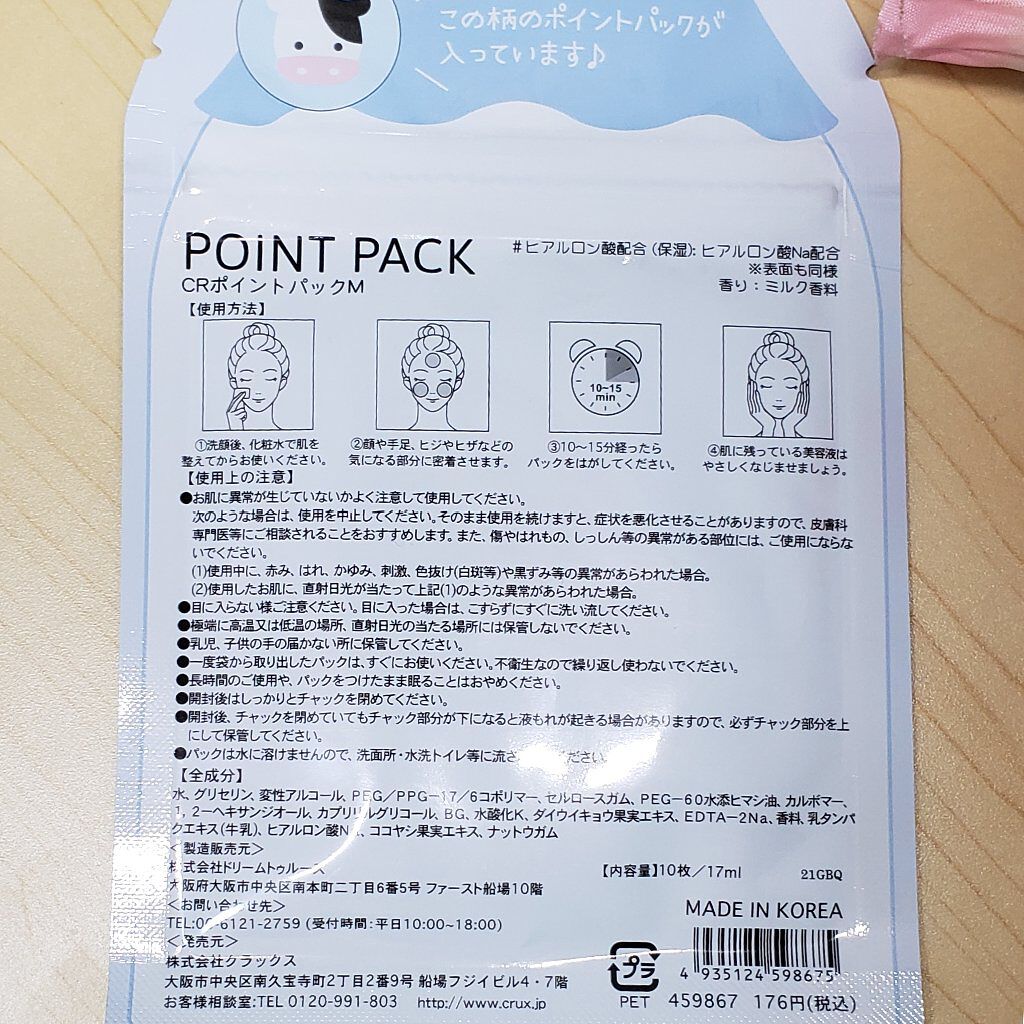 この柄のポイントパックが
入っています♪
POiNT PACK
CRポイントパックM
#ヒアルロン酸配合 (保湿): ヒアルロン酸Na配合
※表面も同様
香り：ミルク香料
【使用方法】
10~15
min
①洗顔後、化粧水で肌を
整えてからお使いください。
②顔や手足、ヒジやヒザなどの
気になる部分に密着させます。
③10〜15分経ったら
パックをはがしてください。
④肌に残っている美容液は
やさしくなじませましょう。
【使用上の注意】
●お肌に異常が生じていないかよく注意して使用してください。
次のような場合は、使用を中止してください。そのまま使用を続けますと、症状を悪化させることがありますので、皮膚科
専門医等にご相談されることをおすすめします。また、傷やはれもの、しっしん等の異常がある部位には、ご使用にならな
いでください。
(1)使用中に、赤み、はれ、かゆみ、刺激、色抜け(白斑等)や黒ずみ等の異常があらわれた場合。
(2)使用したお肌に、直射日光が当たって上記(1)のような異常があらわれた場合。
●目に入らない様ご注意ください。目に入った場合は、こすらずにすぐに洗い流してください。
●極端に高温又は低温の場所、直射日光の当たる場所には保管しないでください。
●乳児、子供の手の届かない所に保管してください。
●一度袋から取り出したパックは、すぐにお使いください。不衛生なので繰り返し使わないでください。
●長時間のご使用や、パックをつけたまま眠ることはおやめください。
●開封後はしっかりとチャックを閉めてください。
●開封後、チャックを閉めていてもチャック部分が下になると液もれが起きる場合がありますので、必ずチャック部分を上
にして保管してください。
●パックは水に溶けませんので、洗面所・水洗トイレ等に流さ ください。
【全成分】
水、グリセリン、変性アルコール、PEG／PPG－17／6コポリマー、セルロースガム、PEG－60水添ヒマシ油、カルボマー、
1，2－ヘキサンジオール、カプリリルグリコール、BG、水酸化K、ダイウイキョウ果実エキス、EDTA－2Na、香料、乳タンパ
クエキス(牛乳)、ヒアルロン酸Na、ココヤシ果実エキス、ナットウガム
＜製造販売元＞
株式会社ドリームトゥルース
大阪府大阪市中央区南本町二丁目6番5号 ファースト船場10階
＜お問い合わせ先＞
TEL:06-6121-2759 (受付時間：平日10:00~18:00)
＜発売元＞
株式会社クラックス
大阪市中央区南久宝寺町2丁目2番9号 船場フジイビル4・7階
お客様相談室：TEL 0120-991-803 http://www.crux.jp
【内容量】10枚／17ml
21GBQ
MADE IN KOREA
プラ
PET
4 935124 598675
459867 176円(税込)